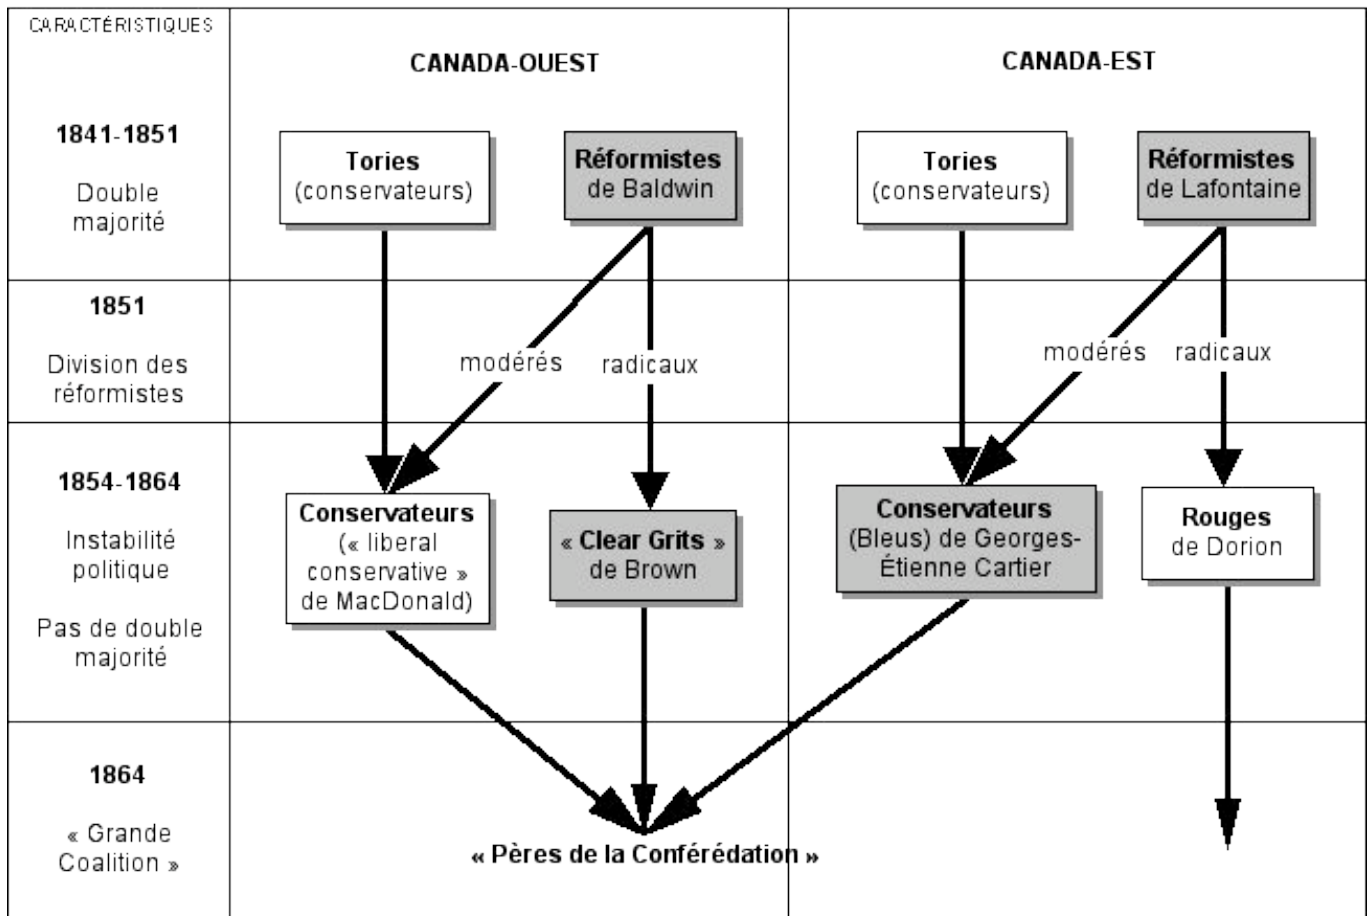 CARACTÉRISTIQUES
CANADA-OUEST
CANADA-EST
1841-1851
Double
majorité
Tories
(conservateurs)
Réformistes
de Baldwin
Tories
(conservateurs)
Réformistes
de Lafontaine
1851
Division des
réformistes
modérés
radicaux
modérés
radicaux
1854-1864
Instabilité
politique
Pas de double
majorité
Conservateurs
(« liberal
conservative »
de MacDonald)
« Clear Grits »
de Brown
Conservateurs
(Bleus) de Georges-
Étienne Cartier
Rouges
de Dorion
1864
« Grande
Coalition »
« Pères de la Conférédation »